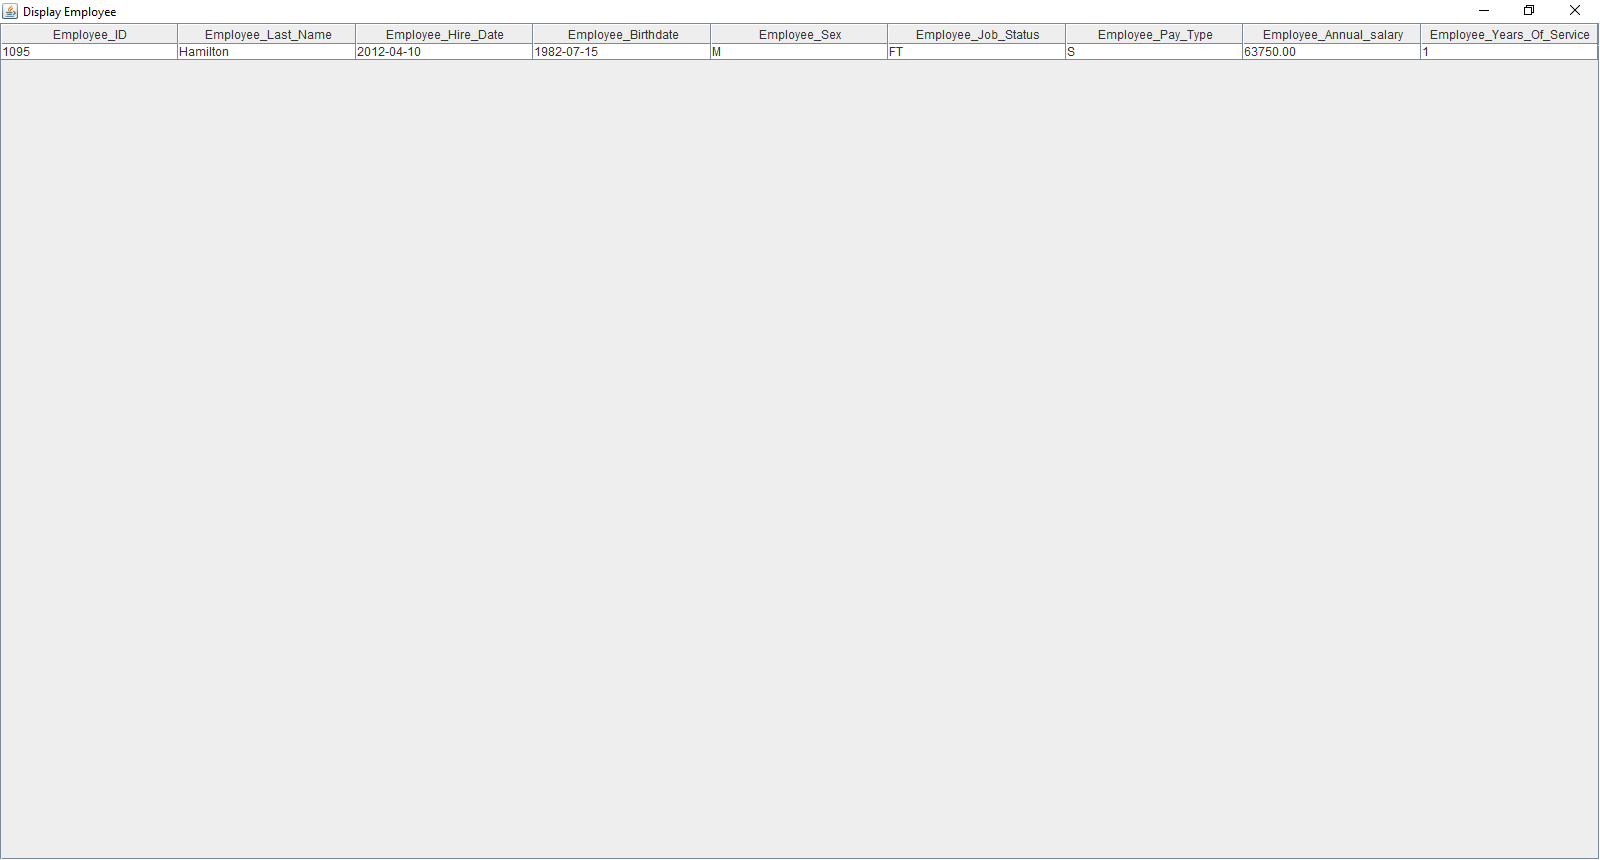 Display Employee
Employee_ID Employee_Last_Name Employee_Hire_Date Employee_Birthdate Employee_Sex Employee_Job_Status Employee_Pay_Type Employee_Annual_salary Employee_Years_Of_Service
1095 Hamilton 2012-04-10 1982-07-15 M FT S 63750.00 1